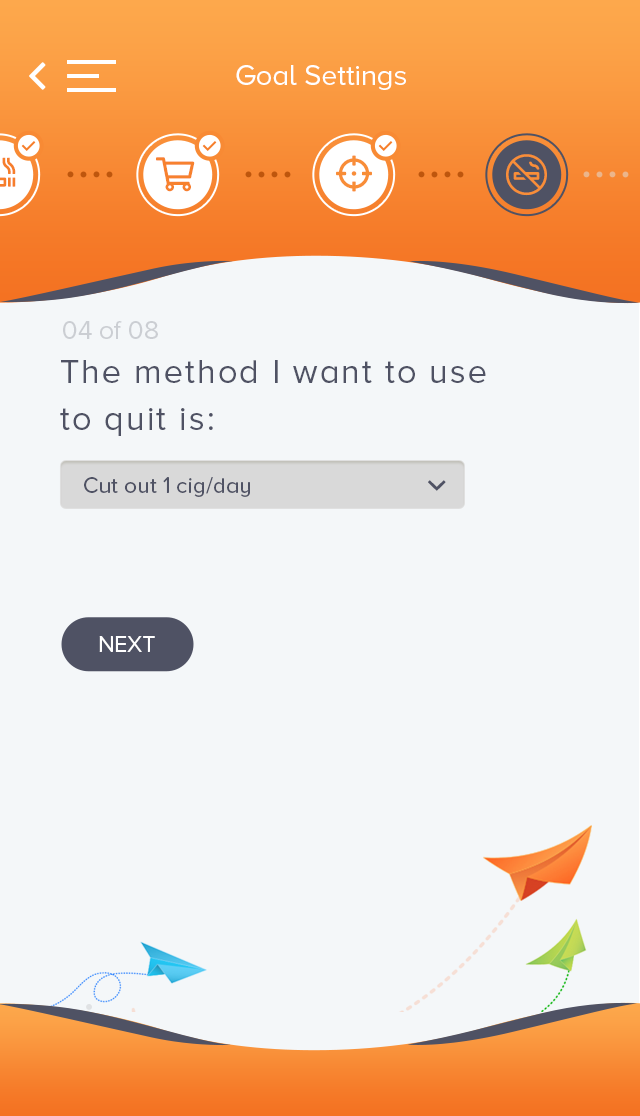 Goal Settings
04 of 08
The method I want to use
to quit is:
Cut out 1 cig/day
NEXT